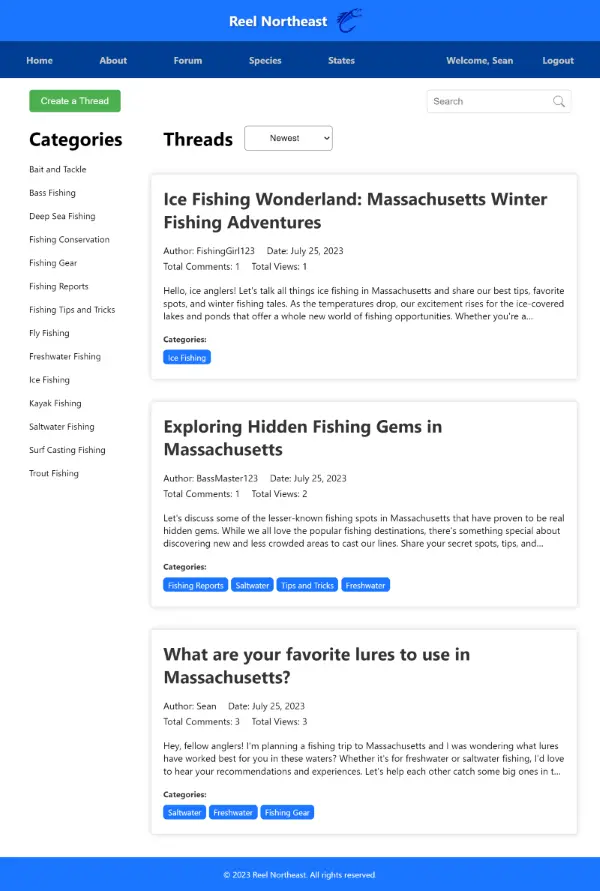 Reel Northeast
Home About Forum Species States Welcome, Sean Logout
Create a Thread
Search
Categories
Bait and Tackle
Bass Fishing
Deep Sea Fishing
Fishing Conservation
Fishing Gear
Fishing Reports
Fishing Tips and Tricks
Fly Fishing
Freshwater Fishing
Ice Fishing
Kayak Fishing
Saltwater Fishing
Surf Casting Fishing
Trout Fishing
Threads
Newest
Ice Fishing Wonderland: Massachusetts Winter
Fishing Adventures
Author: FishingGirl123 Date: July 25, 2023
Total Comments: 1 Total Views: 1
Hello, ice anglers! Let's talk all things ice fishing in Massachusetts and share our best tips, favorite
spots, and winter fishing tales. As the temperatures drop, our excitement rises for the ice-covered
lakes and ponds that offer a whole new world of fishing opportunities. Whether you're a...
Categories:
Ice Fishing
Exploring Hidden Fishing Gems in
Massachusetts
Author: BassMaster123 Date: July 25, 2023
Total Comments: 1 Total Views: 2
Let's discuss some of the lesser-known fishing spots in Massachusetts that have proven to be real
hidden gems. While we all love the popular fishing destinations, there's something special about
discovering new and less crowded areas to cast our lines. Share your secret spots, tips, and...
Categories:
Fishing Reports Saltwater Tips and Tricks Freshwater
What are your favorite lures to use in
Massachusetts?
Author: Sean Date: July 25, 2023
Total Comments: 3 Total Views: 3
Hey, fellow anglers! I'm planning a fishing trip to Massachusetts and I was wondering what lures
have worked best for you in these waters? Whether it's for freshwater or saltwater fishing, I'd love
to hear your recommendations and experiences. Let's help each other catch some big ones in t...
Categories:
Saltwater Freshwater Fishing Gear
© 2023 Reel Northeast. All rights reserved